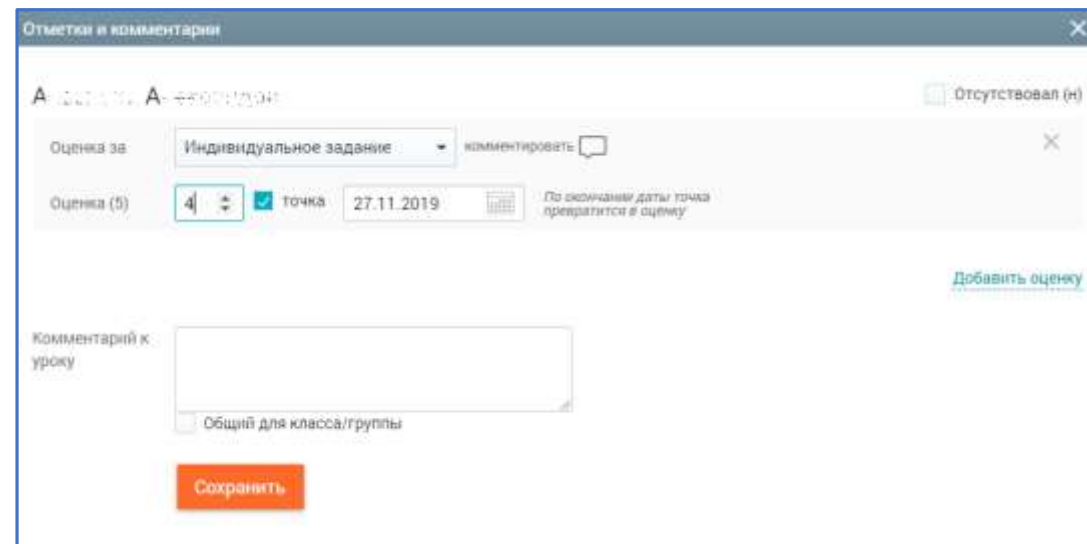 Отметки и комментарии
А А
Отсутствовал (н)
Оценка за Индивидуальное задание комментировать
Оценка (5) 4 точка 27.11.2019 По окончании даты точка
превратится в оценку
Добавить оценку
Комментарий к
уроку
Общий для класса/группы
Сохранить